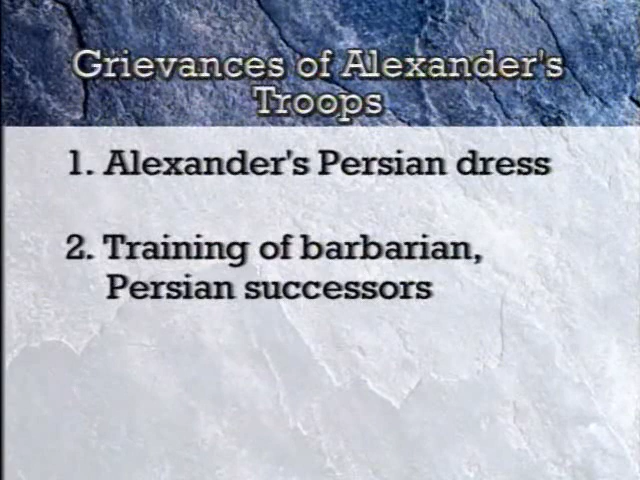 Grievances of Alexander's
Troops
1. Alexander's Persian dress
2. Training of barbarian,
Persian successors